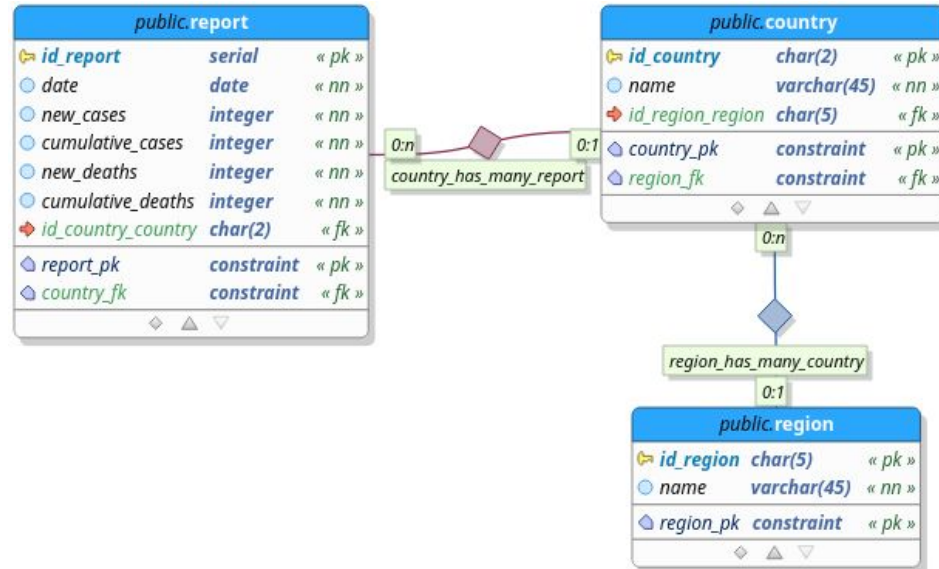 public.report
id_report serial « pk »
date date « nn »
new_cases integer « nn »
cumulative_cases integer « nn »
new_deaths integer « nn »
cumulative_deaths integer « nn »
id_country_country char(2) « fk »
report_pk constraint « pk »
country_fk constraint « fk »
0:n
0:1
country_has_many_report
public.country
id_country char(2) « pk »
name varchar(45) « nn »
id_region_region char(5) « fk »
country_pk constraint « pk »
region_fk constraint « fk »
0:n
region_has_many_country
0:1
public.region
id_region char(5) « pk »
name varchar(45) « nn »
region_pk constraint « pk »